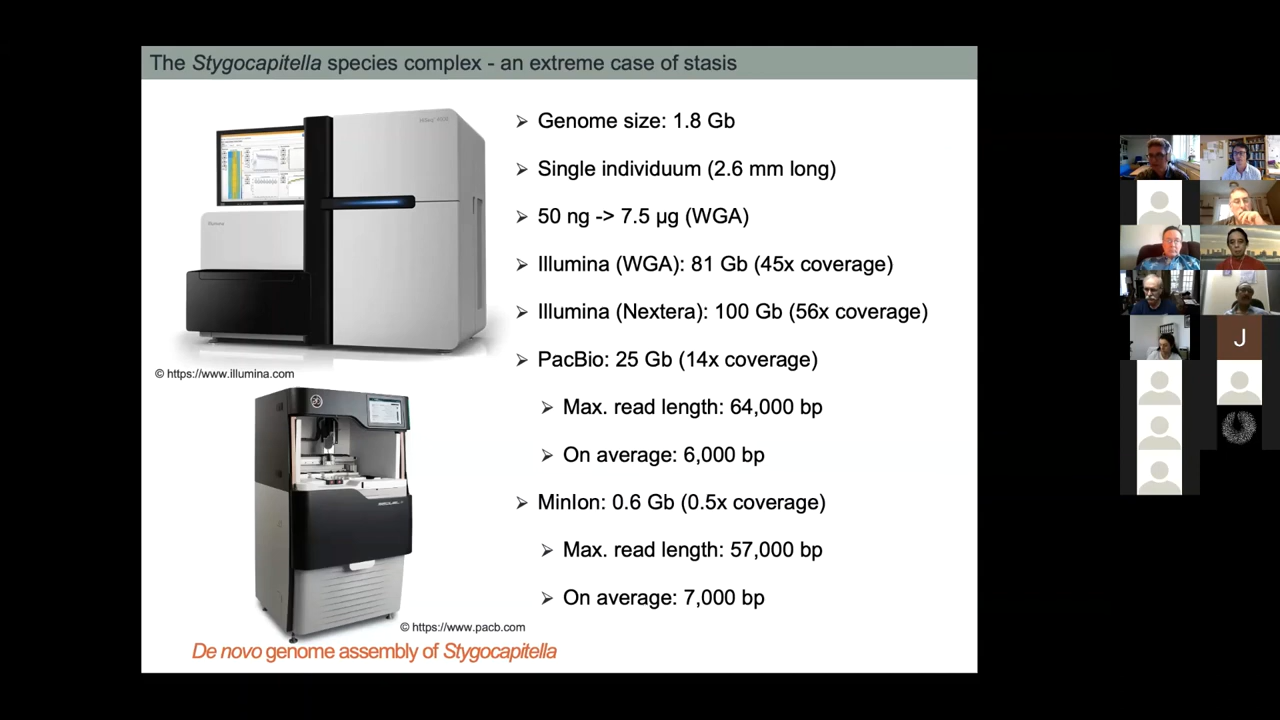 The Stygocapitella species complex - an extreme case of stasis
➢ Genome size: 1.8 Gb
➢ Single individuum (2.6 mm long)
➢ 50 ng -> 7.5 µg (WGA)
➢ Illumina (WGA): 81 Gb (45x coverage)
➢ Illumina (Nextera): 100 Gb (56x coverage)
➢ PacBio: 25 Gb (14x coverage)
➢ Max. read length: 64,000 bp
➢ On average: 6,000 bp
➢ MinIon: 0.6 Gb (0.5x coverage)
➢ Max. read length: 57,000 bp
➢ On average: 7,000 bp
© https://www.illumina.com
© https://www.pacb.com
De novo genome assembly of Stygocapitella
J